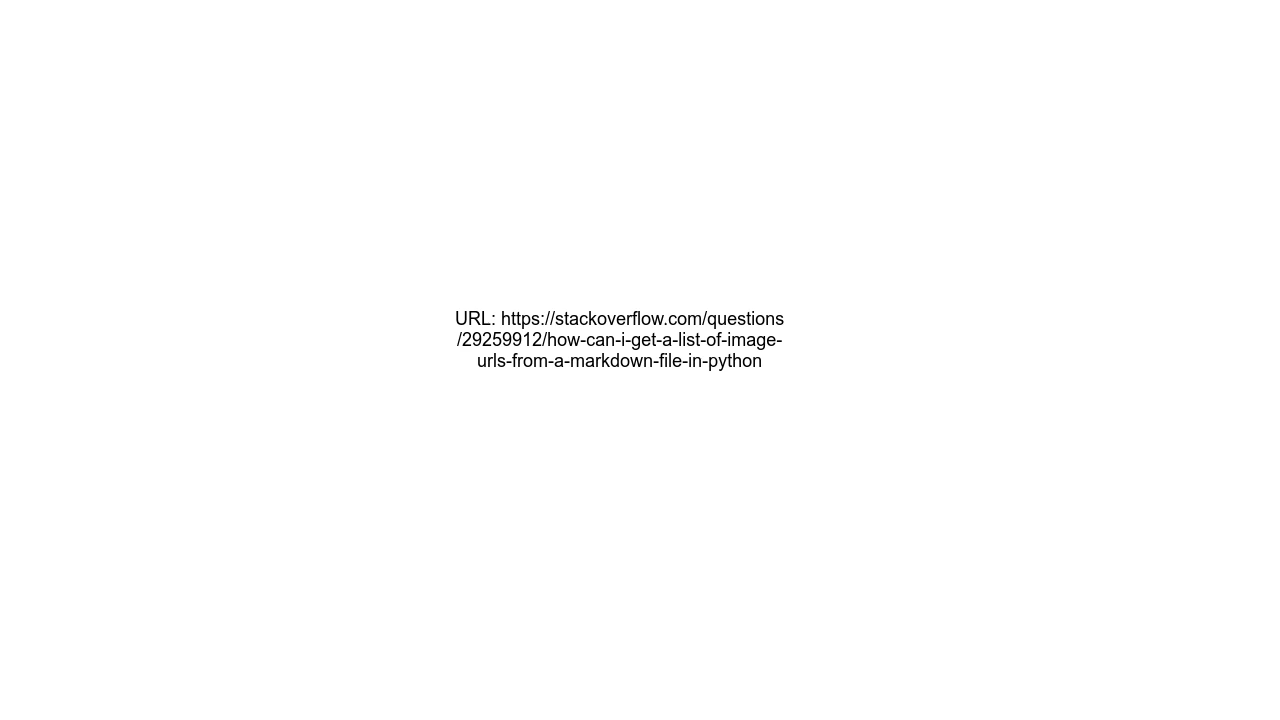 URL: https://stackoverflow.com/questions
/29259912/how-can-i-get-a-list-of-image-
urls-from-a-markdown-file-in-python